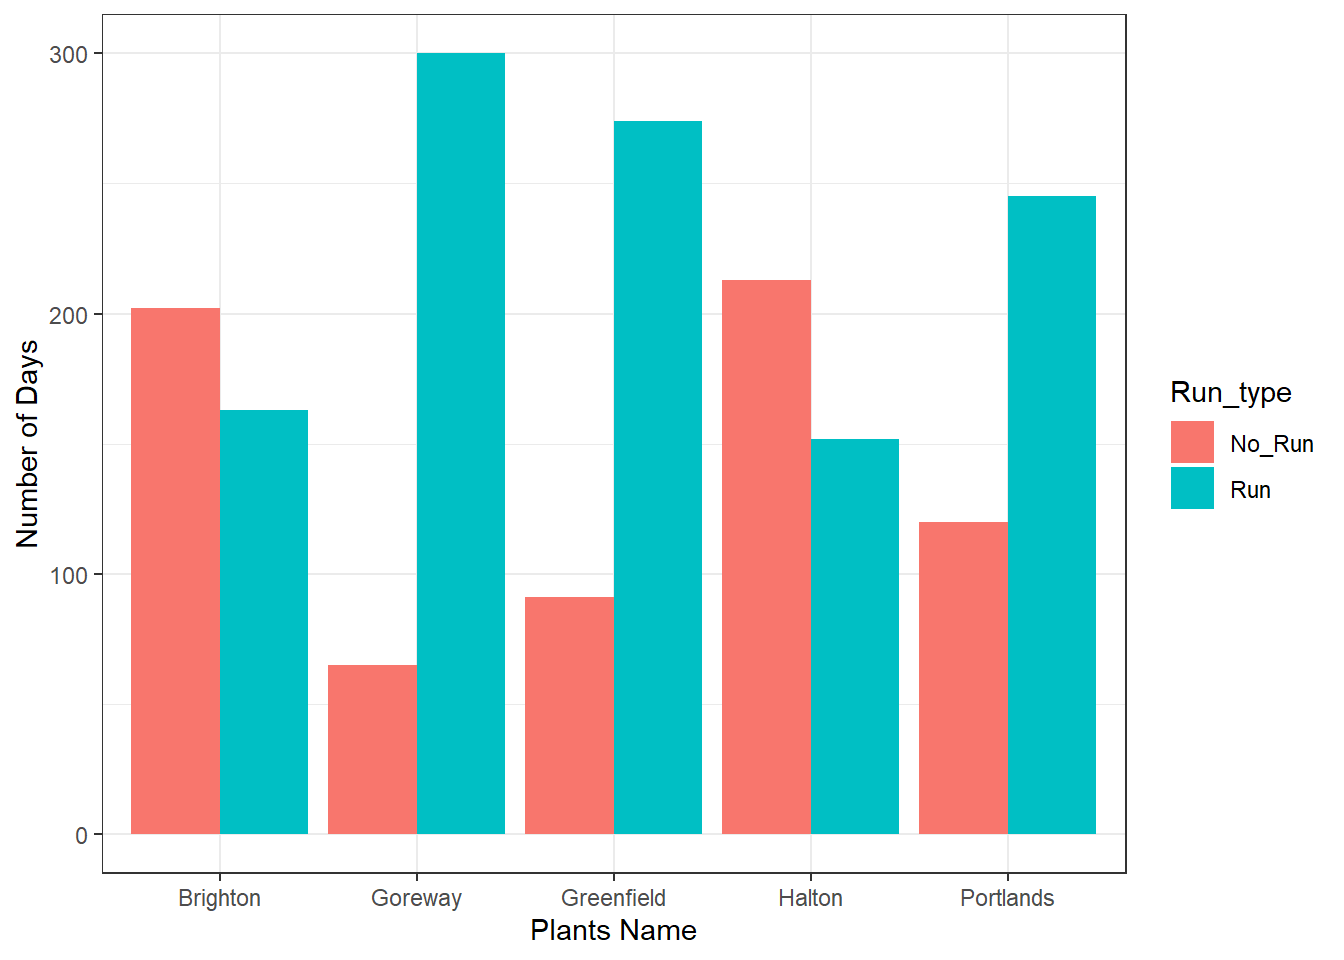 300
200
100
0
Number of Days
Brighton
Goreway
Greenfield
Halton
Portlands
Plants Name
Run_type
No_Run
Run